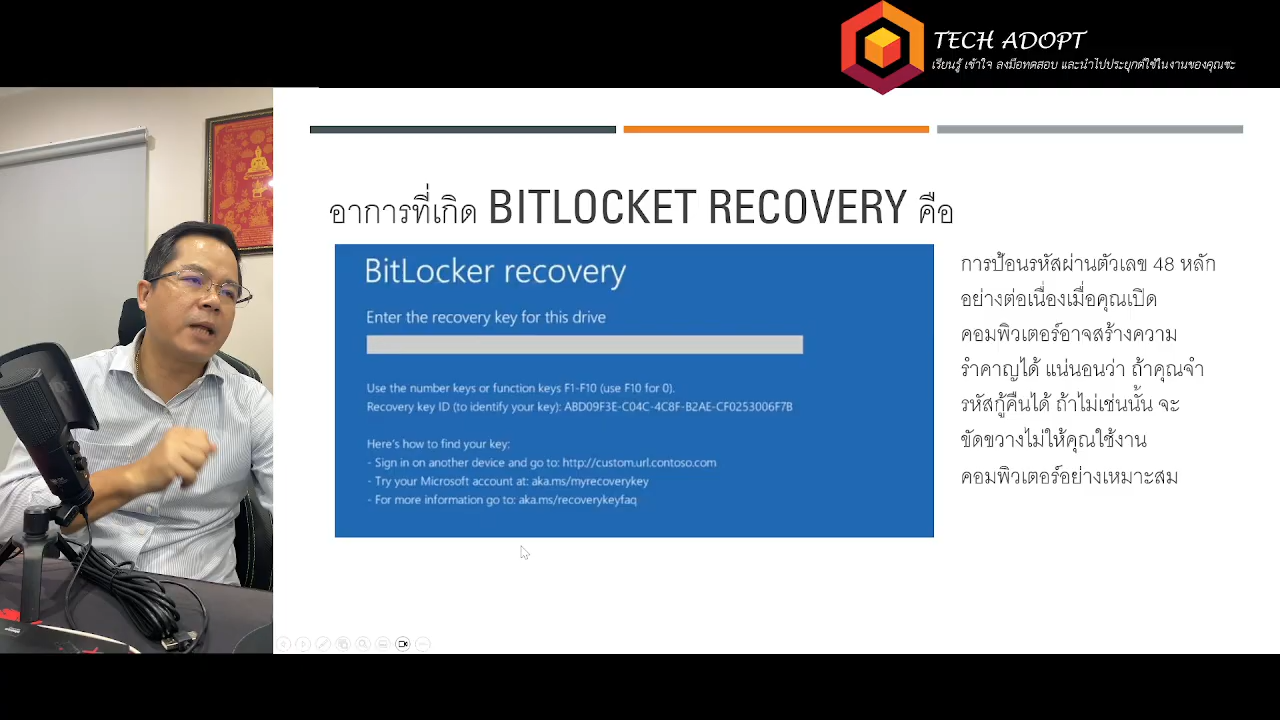 TECH ADOPT
เรียนรู้ เข้าใจ ลงมือทดสอบ และนำไปประยุกต์ใช้ในงานของคุณซะ
อาการที่เกิด BITLOCKET RECOVERY คือ
BitLocker recovery
Enter the recovery key for this drive
Use the number keys or function keys F1-F10 (use F10 for 0).
Recovery key ID (to identify your key): ABD09F3E-C04C-4C8F-B2AE-CF0253006F7B
Here's how to find your key:
- Sign in on another device and go to: http://custom.url.contoso.com
- Try your Microsoft account at: aka.ms/myrecoverykey
- For more information go to: aka.ms/recoverykeyfaq
การป้อนรหัสผ่านตัวเลข 48 หลัก
อย่างต่อเนื่องเมื่อคุณเปิด
คอมพิวเตอร์อาจสร้างความ
รำคาญได้ แน่นอนว่า ถ้าคุณจำ
รหัสกู้คืนได้ ถ้าไม่เช่นนั้น จะ
ขัดขวางไม่ให้คุณใช้งาน
คอมพิวเตอร์อย่างเหมาะสม